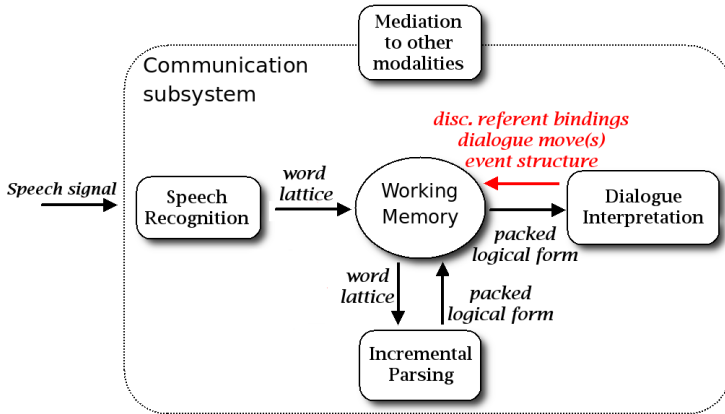 Mediation
to other
modalities
Communication
subsystem
disc. referent bindings
dialogue move(s)
event structure
Speech signal
Speech
Recognition
word
lattice
Working
Memory
Dialogue
Interpretation
packed
logical form
word
lattice
packed
logical form
Incremental
Parsing